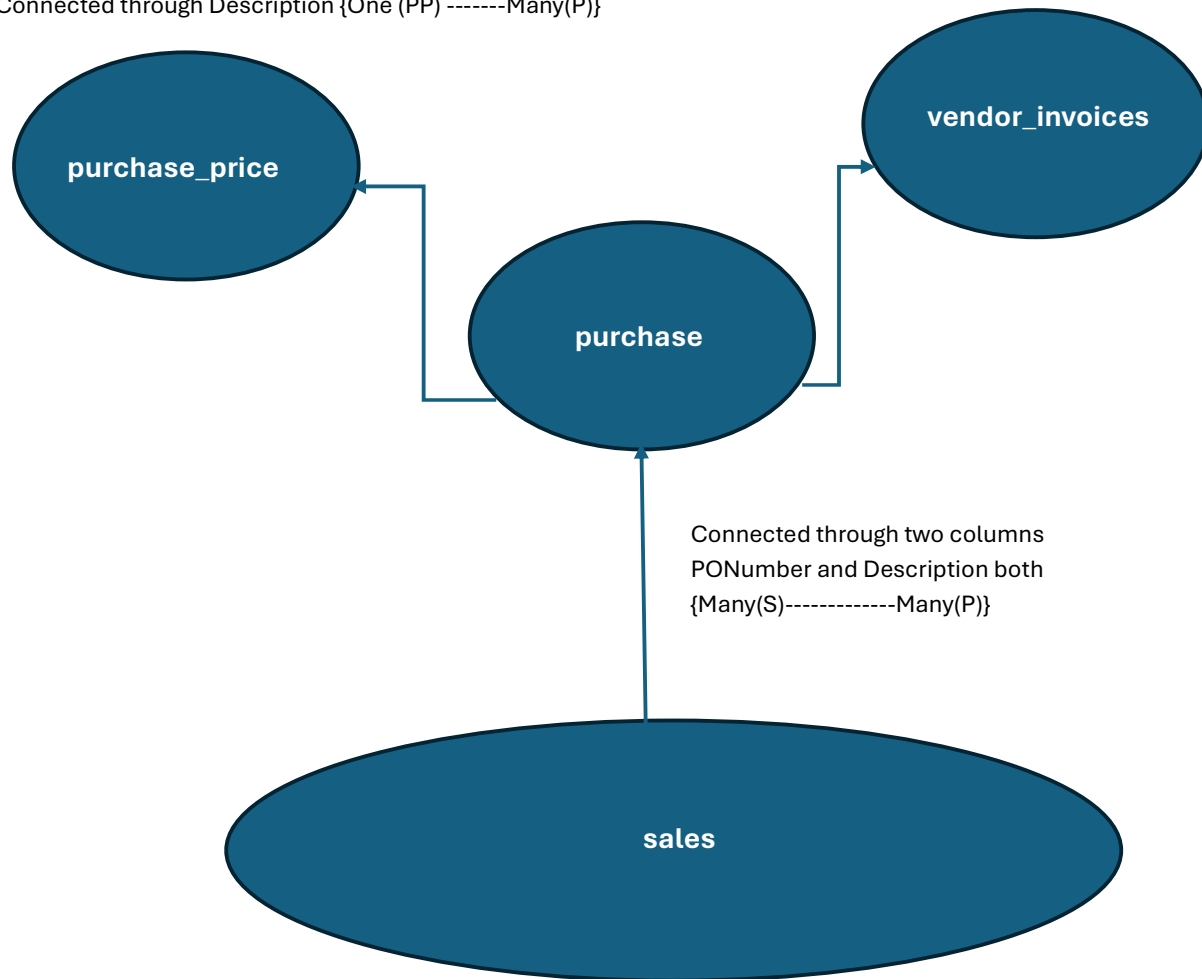 Connected through Description {One (PP) -------Many(P)}
vendor_invoices
purchase_price
purchase
Connected through two columns
PONumber and Description both
{Many(S)-------------Many(P)}
sales